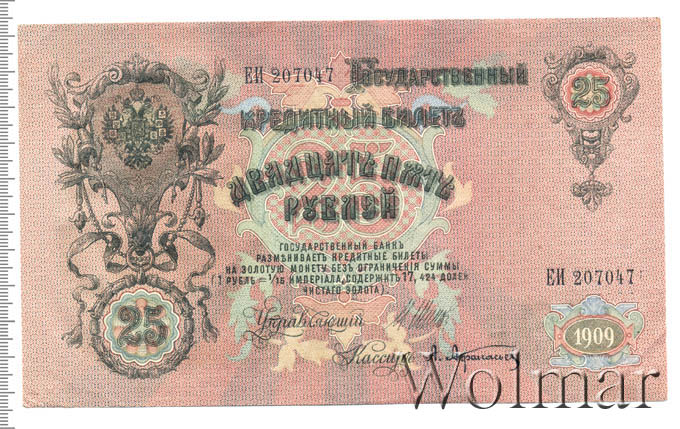 ЕИ 207047 Государственный
25
Кредитный билетъ
Двадцать пять
рублей
Государственный банкъ
размѣниваетъ кредитные билеты
на золотую монету безъ ограниченія суммы
(1 рубль = 1/15 имперіала, содержитъ 17,424 долей
чистаго золота).
ЕИ 207047
25
Управляющій
1909
Кассиръ
Wolmar